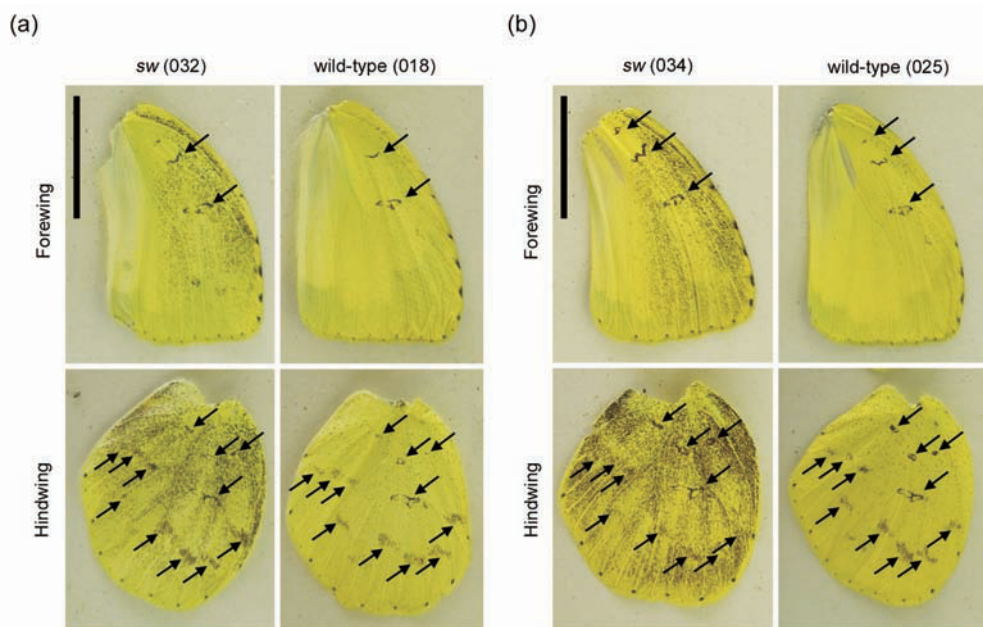 (a)
(b)
sw (032)
wild-type (018)
sw (034)
wild-type (025)
Forewing
Forewing
Hindwing
Hindwing